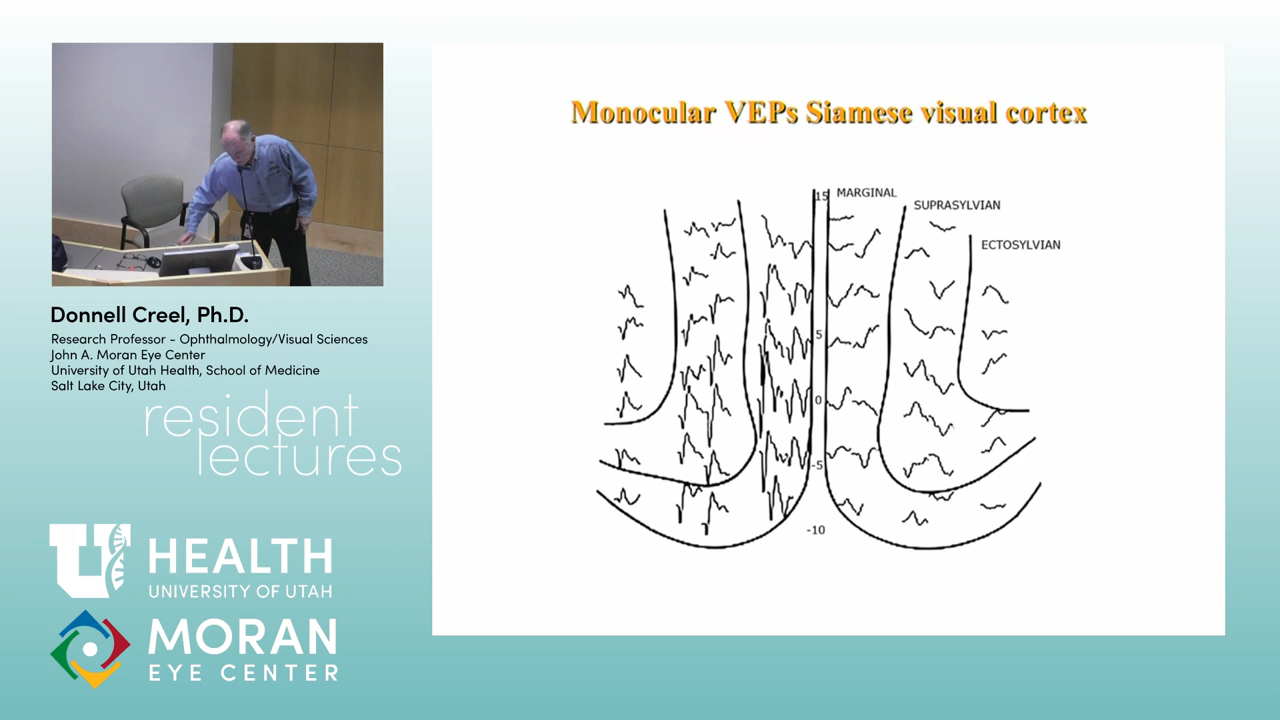 Monocular VEPs Siamese visual cortex
15
MARGINAL
SUPRASYLVIAN
ECTOSYLVIAN
5
0
-5
-10
Donnell Creel, Ph.D.
Research Professor - Ophthalmology/Visual Sciences
John A. Moran Eye Center
University of Utah Health, School of Medicine
Salt Lake City, Utah
resident
lectures
U
HEALTH
UNIVERSITY OF UTAH
MORAN
EYE CENTER